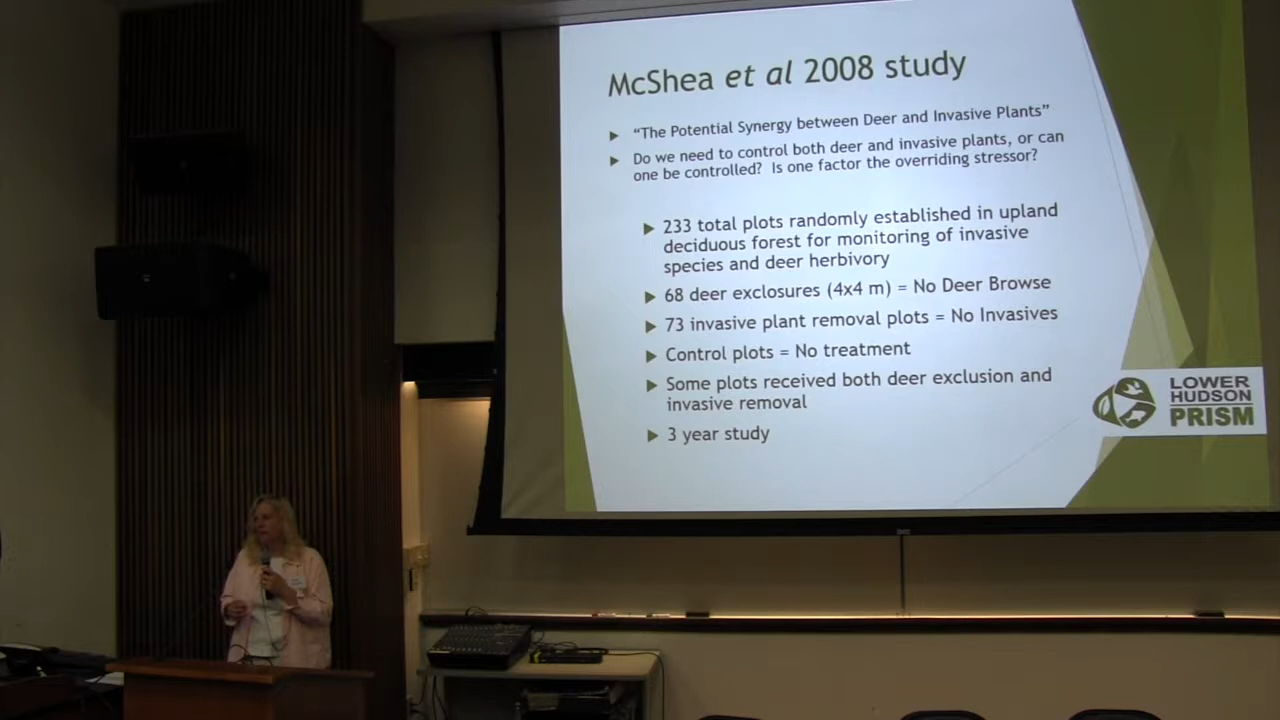 McShea et al 2008 study
“The Potential Synergy between Deer and Invasive Plants”
Do we need to control both deer and invasive plants, or can
one be controlled? Is one factor the overriding stressor?
233 total plots randomly established in upland
deciduous forest for monitoring of invasive
species and deer herbivory
68 deer exclosures (4x4 m) = No Deer Browse
73 invasive plant removal plots = No Invasives
Control plots = No treatment
Some plots received both deer exclusion and
invasive removal
3 year study
LOWER
HUDSON
PRISM